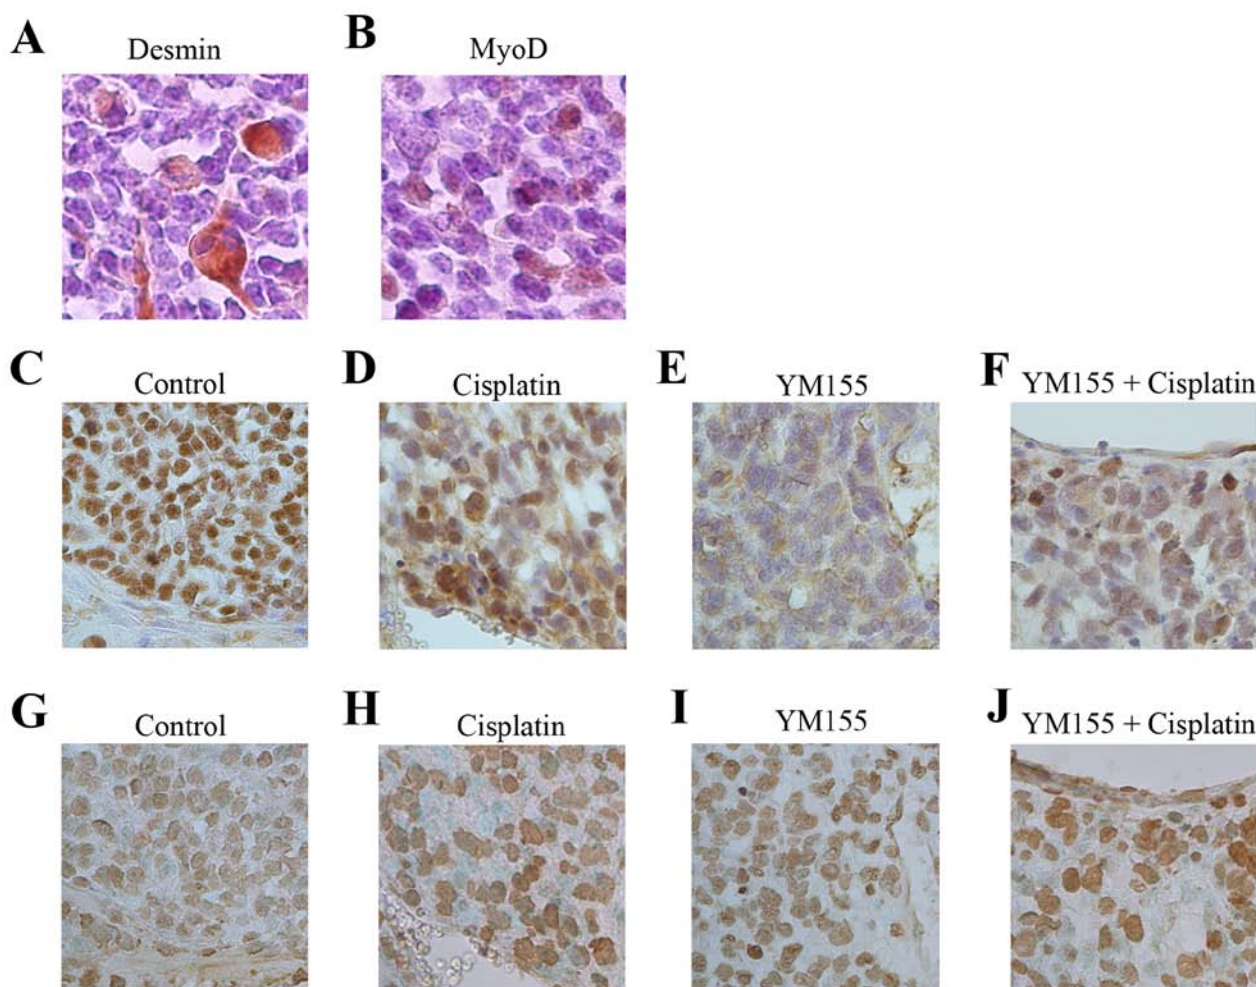 A Desmin B MyoD
C Control D Cisplatin E YM155 F YM155 + Cisplatin
G Control H Cisplatin I YM155 J YM155 + Cisplatin